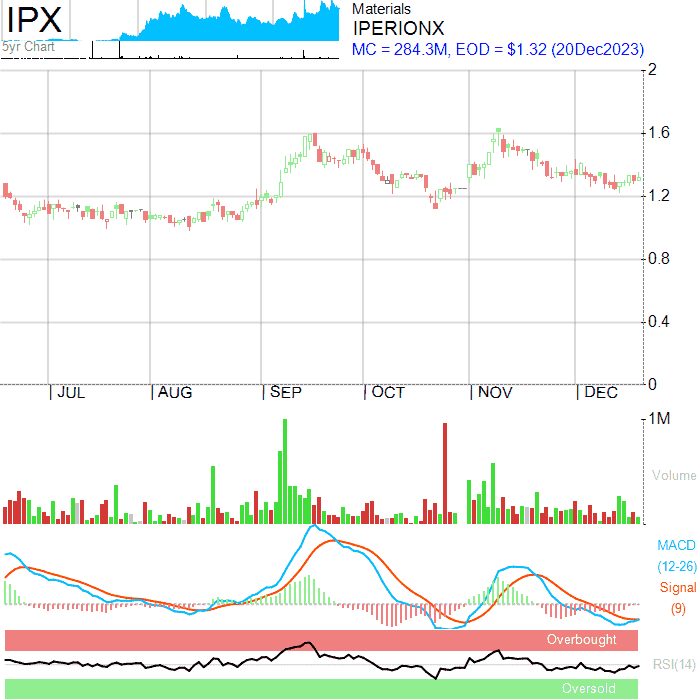 IPX
5yr Chart
Materials
IPERIONX
MC = 284.3M, EOD = $1.32 (20Dec2023)
2
1.6
1.2
0.8
0.4
0
JUL AUG SEP OCT NOV DEC
1M
Volume
MACD
(12-26)
Signal
(9)
Overbought
RSI(14)
Oversold